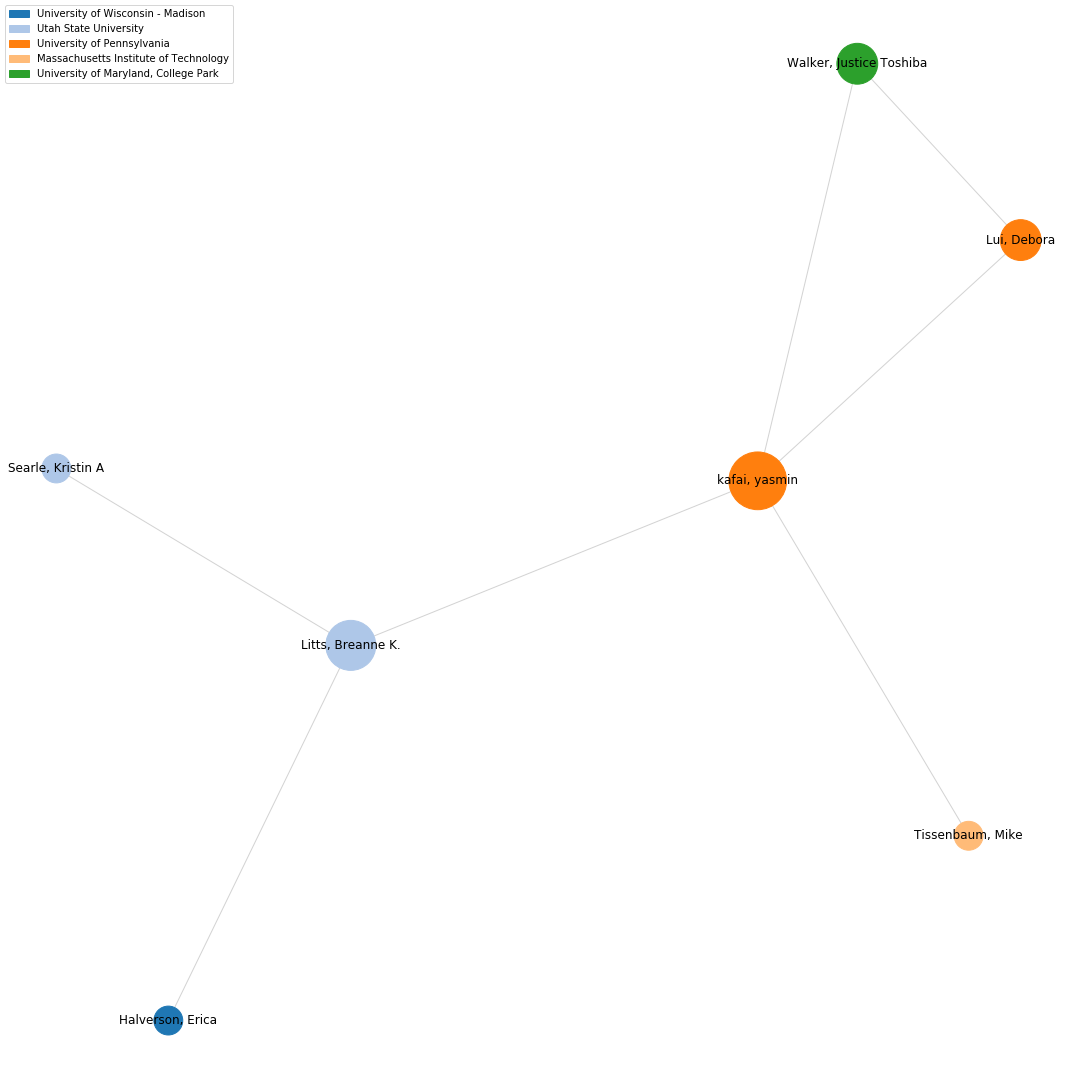 University of Wisconsin - Madison
Utah State University
University of Pennsylvania
Massachusetts Institute of Technology
University of Maryland, College Park
Walker, Justice Toshiba
Lui, Debora
Searle, Kristin A
kafai, yasmin
Litts, Breanne K.
Tissenbaum, Mike
Halverson, Erica